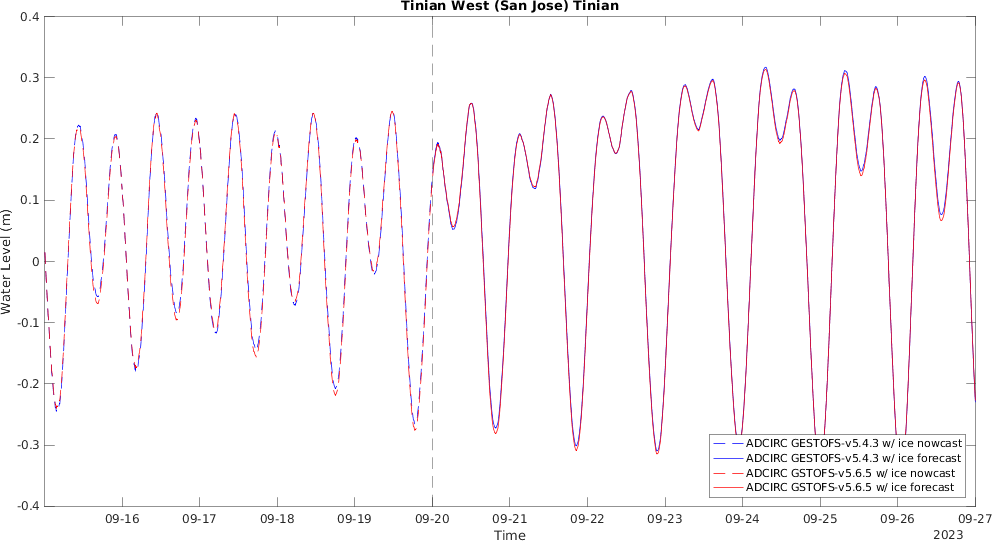 Tinian West (San Jose) Tinian
0.4
0.3
0.2
0.1
0
-0.1
-0.2
-0.3
-0.4
Water Level (m)
ADCIRC GESTOFS-v5.4.3 w/ ice nowcast
ADCIRC GESTOFS-v5.4.3 w/ ice forecast
ADCIRC GSTOFS-v5.6.5 w/ ice nowcast
ADCIRC GSTOFS-v5.6.5 w/ ice forecast
09-16 09-17 09-18 09-19 09-20 09-21 09-22 09-23 09-24 09-25 09-26 09-27
Time
2023